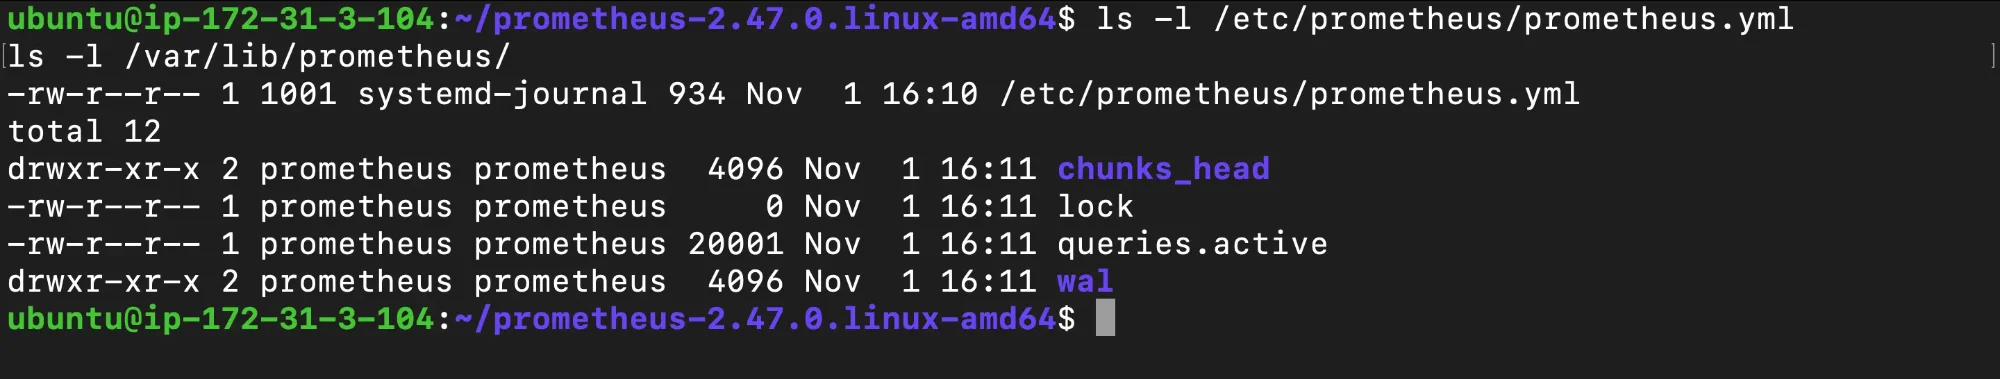 ubuntu@ip-172-31-3-104:~/prometheus-2.47.0.linux-amd64$ ls -l /etc/prometheus/prometheus.yml
[ls -l /var/lib/prometheus/ ]
-rw-r--r-- 1 1001 systemd-journal 934 Nov  1 16:10 /etc/prometheus/prometheus.yml
total 12
drwxr-xr-x 2 prometheus prometheus  4096 Nov  1 16:11 chunks_head
-rw-r--r-- 1 prometheus prometheus     0 Nov  1 16:11 lock
-rw-r--r-- 1 prometheus prometheus 20001 Nov  1 16:11 queries.active
drwxr-xr-x 2 prometheus prometheus  4096 Nov  1 16:11 wal
ubuntu@ip-172-31-3-104:~/prometheus-2.47.0.linux-amd64$